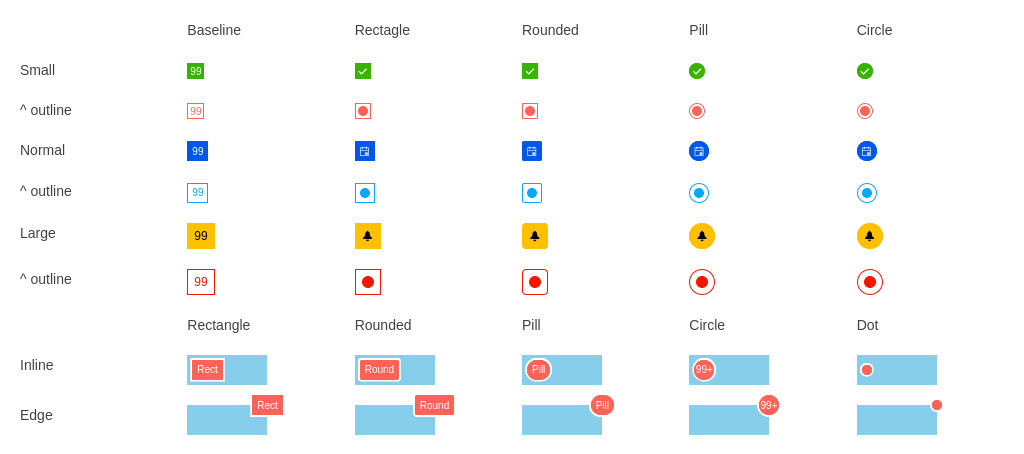 Baseline Rectagle Rounded Pill Circle
Small 99
^ outline 99
Normal 99
^ outline 99
Large 99
^ outline 99
Rectangle Rounded Pill Circle Dot
Inline Rect Round Pill 99+
Edge Rect Round Pill 99+